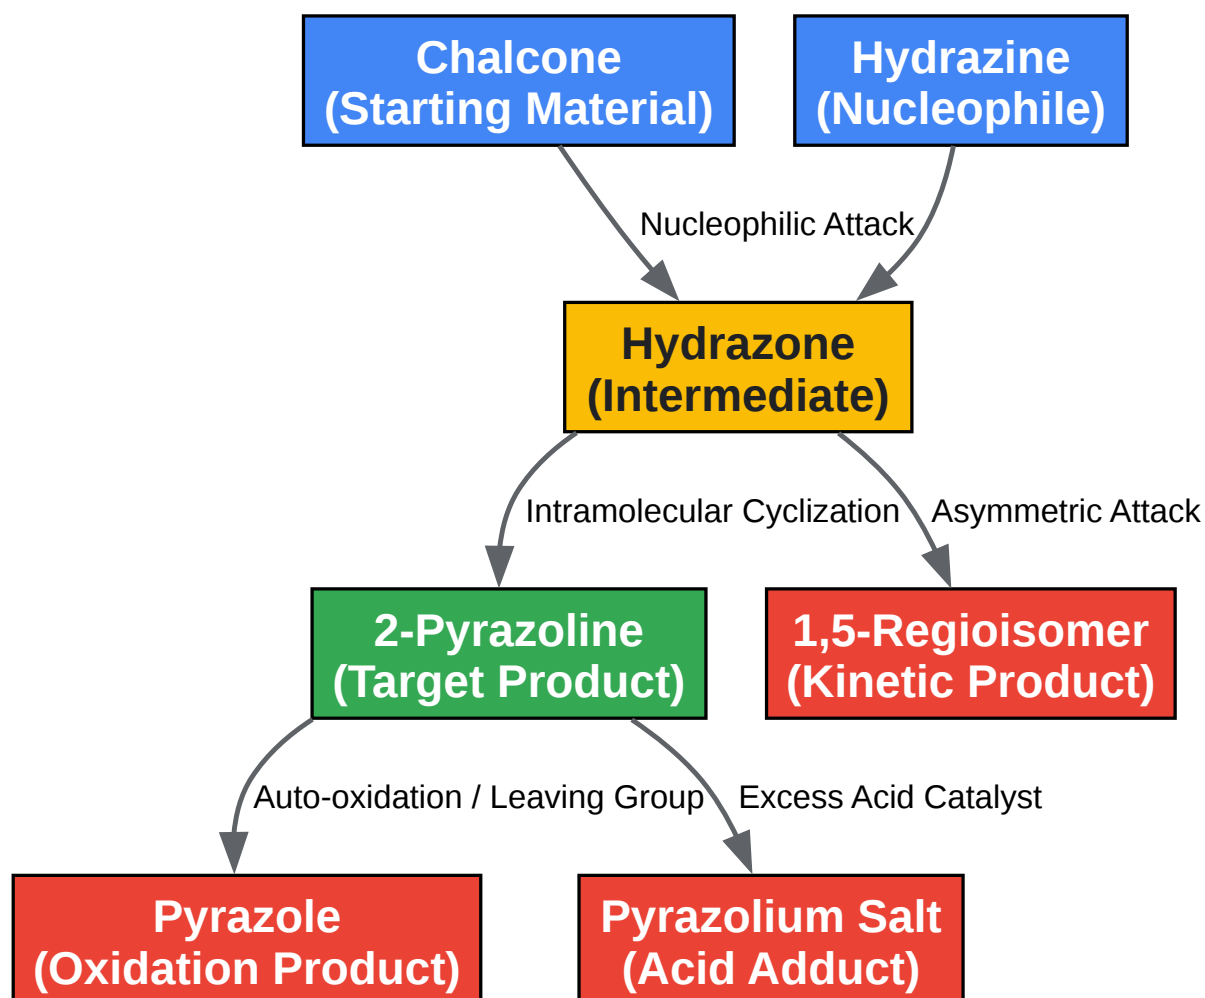 Chalcone
(Starting Material)
Hydrazine
(Nucleophile)
Nucleophilic Attack
Hydrazone
(Intermediate)
Intramolecular Cyclization
Asymmetric Attack
2-Pyrazoline
(Target Product)
1,5-Regioisomer
(Kinetic Product)
Auto-oxidation / Leaving Group
Excess Acid Catalyst
Pyrazole
(Oxidation Product)
Pyrazolium Salt
(Acid Adduct)